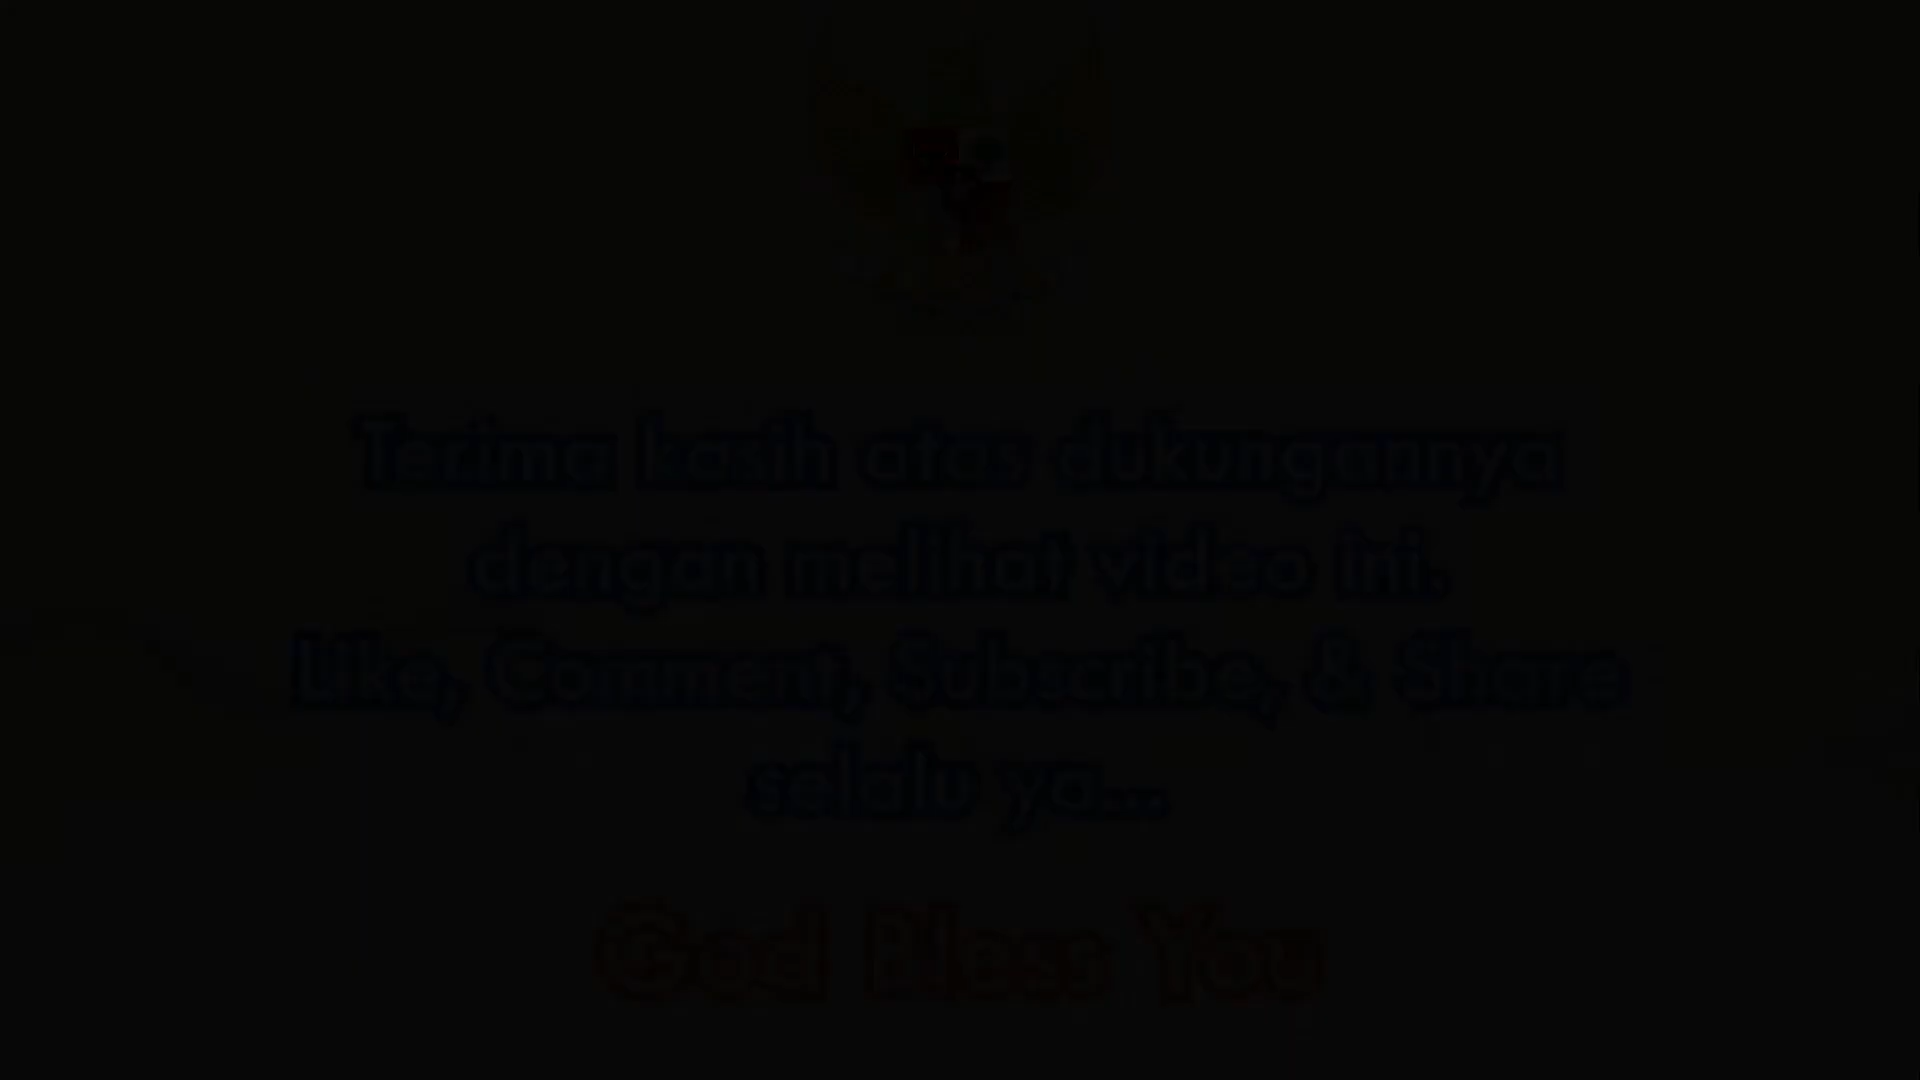 Terima kasih atas dukungannya
dengan melihat video ini.
Like, Comment, Subscribe, & Share
selalu ya...
God Bless You